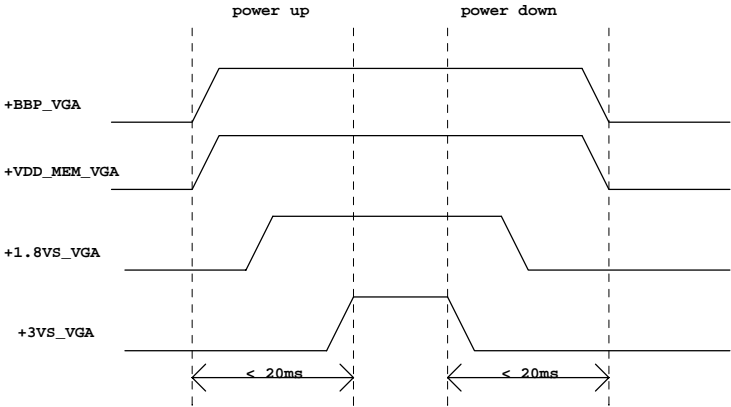 power up
power down
+BBP_VGA
+VDD_MEM_VGA
+1.8VS_VGA
+3VS_VGA
< 20ms
< 20ms